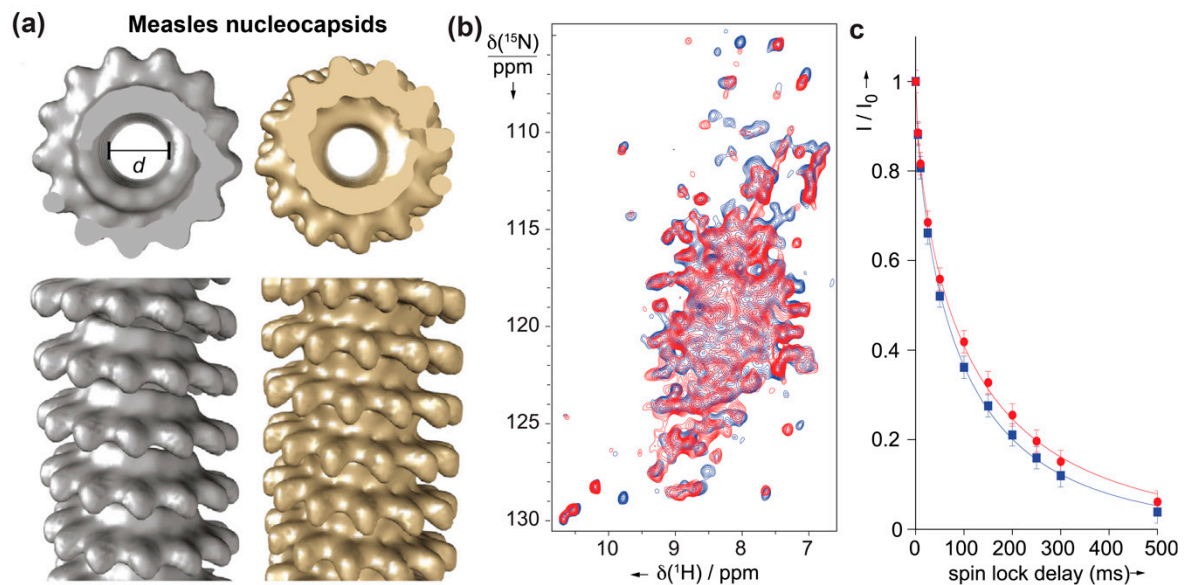 (a)
Measles nucleocapsids
d
(b)
δ(¹⁵N)
ppm
110
115
120
125
130
10
9
8
7
← δ(¹H) / ppm
c
I / I₀ →
1
0.8
0.6
0.4
0.2
0
0 100 200 300 400 500
spin lock delay (ms) →